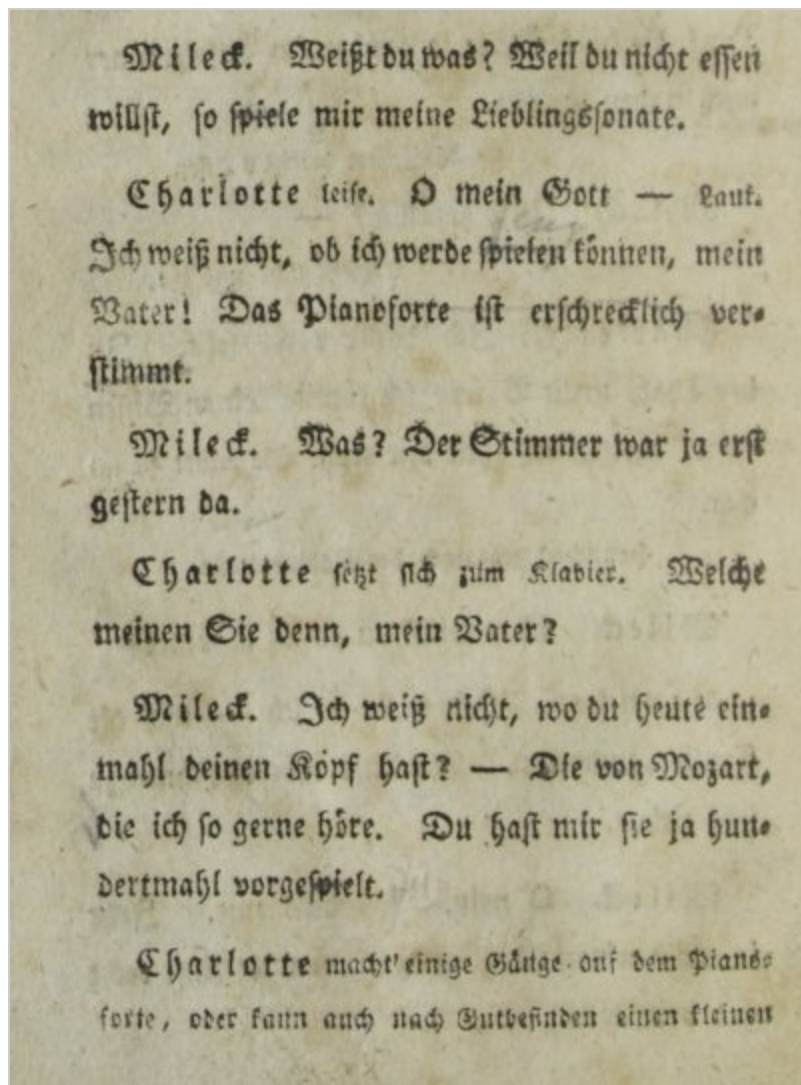 Mileck. Weißt du was? Weil du nicht essen
willst, so spiele mir meine Lieblingssonate.
Charlotte leise. O mein Gott — Laut.
Ich weiß nicht, ob ich werde spielen können, mein
Vater! Das Pianoforte ist erschrecklich ver-
stimmt.
Mileck. Was? Der Stimmer war ja erst
gestern da.
Charlotte setzt sich zum Klavier. Welche
meinen Sie denn, mein Vater?
Mileck. Ich weiß nicht, wo du heute ein-
mahl deinen Kopf hast? — Die von Mozart,
die ich so gerne höre. Du hast mir sie ja hun-
dertmahl vorgespielt.
Charlotte macht einige Gänge auf dem Piano-
forte, oder kann auch nach Gutbefinden einen kleinen